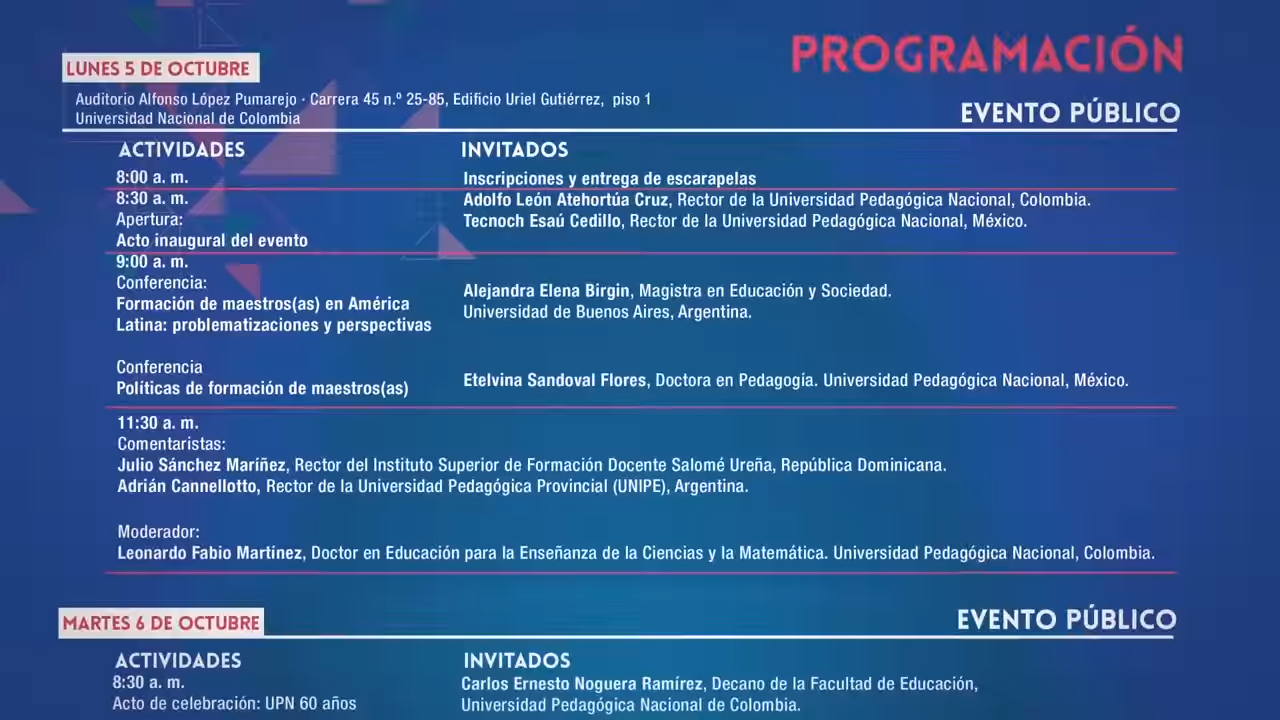 PROGRAMACIÓN
LUNES 5 DE OCTUBRE
Auditorio Alfonso López Pumarejo · Carrera 45 n.º 25-85, Edificio Uriel Gutiérrez, piso 1
Universidad Nacional de Colombia
EVENTO PÚBLICO
ACTIVIDADES
INVITADOS
8:00 a. m.
Inscripciones y entrega de escarapelas
8:30 a. m.
Apertura:
Acto inaugural del evento
Adolfo León Atehortúa Cruz, Rector de la Universidad Pedagógica Nacional, Colombia.
Tecnoch Esaú Cedillo, Rector de la Universidad Pedagógica Nacional, México.
9:00 a. m.
Conferencia:
Formación de maestros(as) en América
Latina: problematizaciones y perspectivas
Alejandra Elena Birgin, Magistra en Educación y Sociedad.
Universidad de Buenos Aires, Argentina.
Conferencia
Políticas de formación de maestros(as)
Etelvina Sandoval Flores, Doctora en Pedagogía. Universidad Pedagógica Nacional, México.
11:30 a. m.
Comentaristas:
Julio Sánchez Maríñez, Rector del Instituto Superior de Formación Docente Salomé Ureña, República Dominicana.
Adrián Cannellotto, Rector de la Universidad Pedagógica Provincial (UNIPE), Argentina.
Moderador:
Leonardo Fabio Martínez, Doctor en Educación para la Enseñanza de la Ciencias y la Matemática. Universidad Pedagógica Nacional, Colombia.
MARTES 6 DE OCTUBRE
EVENTO PÚBLICO
ACTIVIDADES
INVITADOS
8:30 a. m.
Acto de celebración: UPN 60 años
Carlos Ernesto Noguera Ramírez, Decano de la Facultad de Educación,
Universidad Pedagógica Nacional de Colombia.